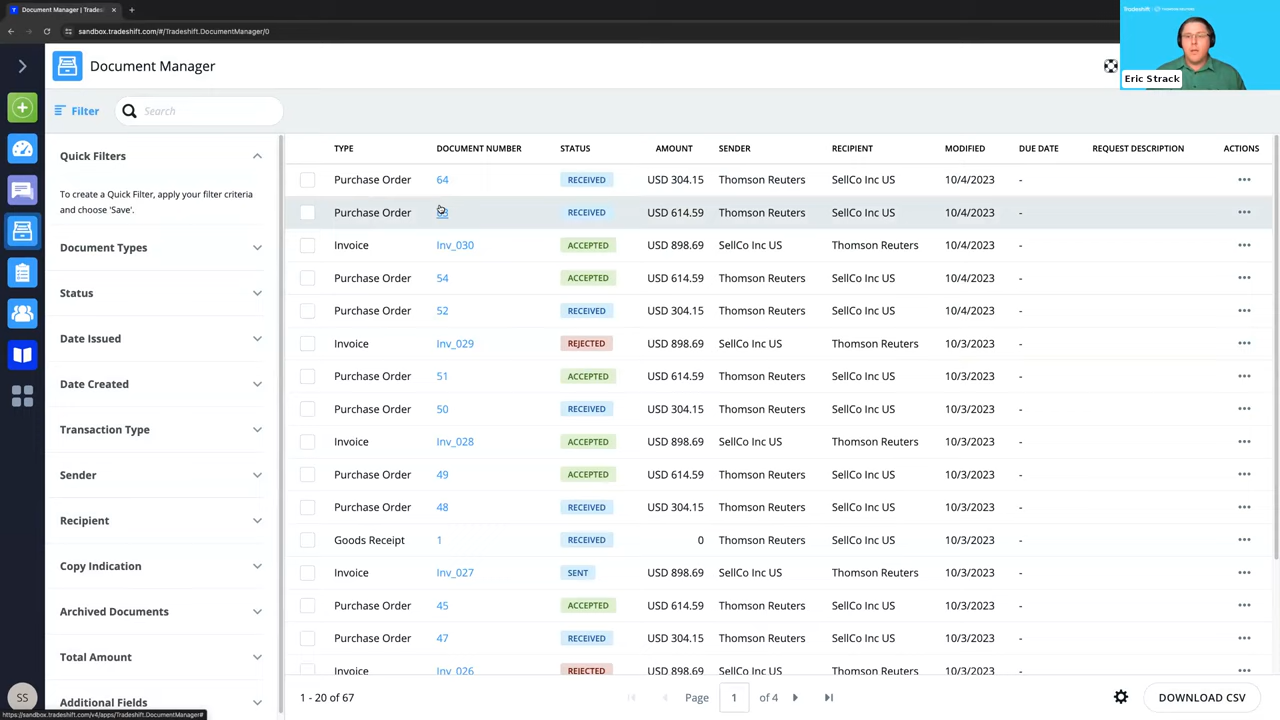 Document Manager | Trades
sandbox.tradeshift.com/#/Tradeshift.DocumentManager/0
Tradeshift
Eric Strack
Document Manager
Filter
Search
Quick Filters
To create a Quick Filter, apply your filter criteria
and choose 'Save'.
Document Types
Status
Date Issued
Date Created
Transaction Type
Sender
Recipient
Copy Indication
Archived Documents
Total Amount
Additional Fields
SS
TYPE DOCUMENT NUMBER STATUS AMOUNT SENDER RECIPIENT MODIFIED DUE DATE REQUEST DESCRIPTION ACTIONS
Purchase Order 64 RECEIVED USD 304.15 Thomson Reuters SellCo Inc US 10/4/2023 -
Purchase Order RECEIVED USD 614.59 Thomson Reuters SellCo Inc US 10/4/2023 -
Invoice Inv_030 ACCEPTED USD 898.69 SellCo Inc US Thomson Reuters 10/4/2023 -
Purchase Order 54 ACCEPTED USD 614.59 Thomson Reuters SellCo Inc US 10/4/2023 -
Purchase Order 52 RECEIVED USD 304.15 Thomson Reuters SellCo Inc US 10/4/2023 -
Invoice Inv_029 REJECTED USD 898.69 SellCo Inc US Thomson Reuters 10/3/2023 -
Purchase Order 51 ACCEPTED USD 614.59 Thomson Reuters SellCo Inc US 10/3/2023 -
Purchase Order 50 RECEIVED USD 304.15 Thomson Reuters SellCo Inc US 10/3/2023 -
Invoice Inv_028 ACCEPTED USD 898.69 SellCo Inc US Thomson Reuters 10/3/2023 -
Purchase Order 49 ACCEPTED USD 614.59 Thomson Reuters SellCo Inc US 10/3/2023 -
Purchase Order 48 RECEIVED USD 304.15 Thomson Reuters SellCo Inc US 10/3/2023 -
Goods Receipt 1 RECEIVED 0 Thomson Reuters SellCo Inc US 10/3/2023 -
Invoice Inv_027 SENT USD 898.69 SellCo Inc US Thomson Reuters 10/3/2023 -
Purchase Order 45 ACCEPTED USD 614.59 Thomson Reuters SellCo Inc US 10/3/2023 -
Purchase Order 47 RECEIVED USD 304.15 Thomson Reuters SellCo Inc US 10/3/2023 -
Invoice Inv_026 REJECTED USD 898.69 SellCo Inc US Thomson Reuters 10/3/2023 -
1 - 20 of 67 Page 1 of 4 DOWNLOAD CSV
https://sandbox.tradeshift.com/v4/apps/Tradeshift.DocumentManager#